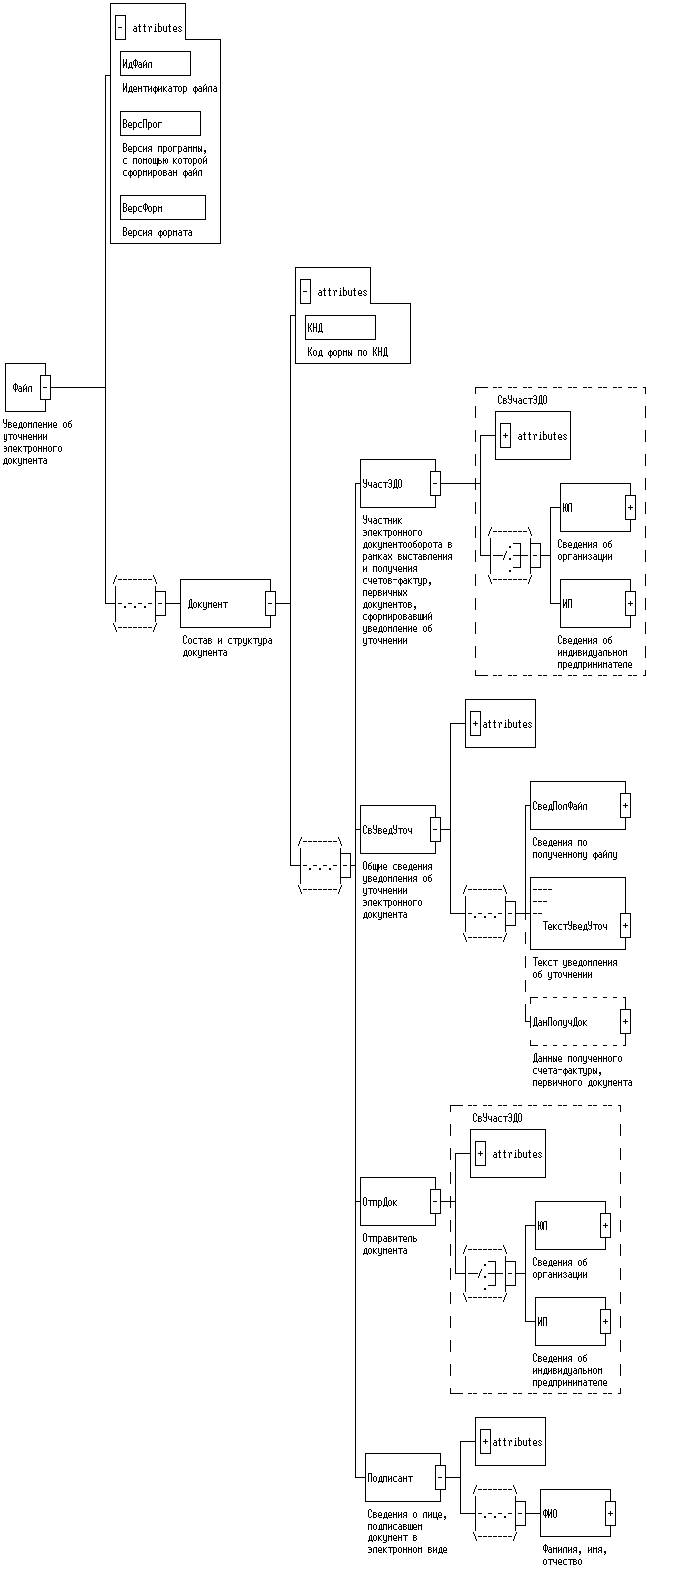 attributes
ИдФайл
Идентификатор файла
ВерсПрог
Версия программы,
с помощью которой
сформирован файл
ВерсФорм
Версия формата
attributes
КНД
Код формы по КНД
Файл
Уведомление об
уточнении
электронного
документа
Документ
Состав и структура
документа
СвУчастЭДО
attributes
УчастЭДО
Участник
электронного
документооборота в
рамках выставления
и получения
счетов-фактур,
первичных
документов,
сформировавший
уведомление об
уточнении
ЮП
Сведения об
организации
ИП
Сведения об
индивидуальном
предпринимателе
attributes
СвУведУточ
Общие сведения
уведомления об
уточнении
электронного
документа
СведПолФайл
Сведения по
полученному файлу
ТекстУведУточ
Текст уведомления
об уточнении
ДанПолучДок
Данные полученного
счета-фактуры,
первичного документа
СвУчастЭДО
attributes
ОтпрДок
Отправитель
документа
ЮП
Сведения об
организации
ИП
Сведения об
индивидуальном
предпринимателе
attributes
Подписант
Сведения о лице,
подписавшем
документ в
электронном виде
ФИО
Фамилия, имя,
отчество